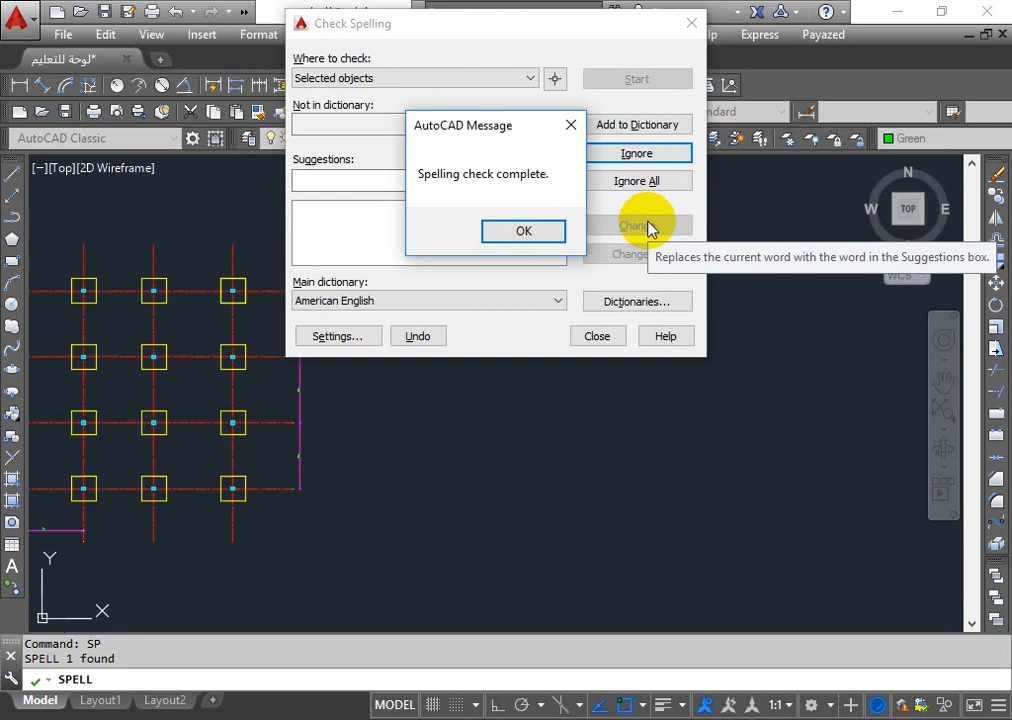 Check Spelling
File Edit View Insert Format Express Payazed
Where to check:
لوحة للتعليم*
Selected objects
Start
Not in dictionary:
AutoCAD Message
Add to Dictionary
AutoCAD Classic
Green
Ignore
Suggestions:
[−][Top][2D Wireframe]
Spelling check complete.
Ignore All
N
W TOP E
OK
Replaces the current word with the word in the Suggestions box.
WCS
Main dictionary:
American English
Dictionaries...
Settings... Undo Close Help
Y
X
Command: SP
SPELL 1 found
SPELL
Model Layout1 Layout2 +
MODEL
1:1